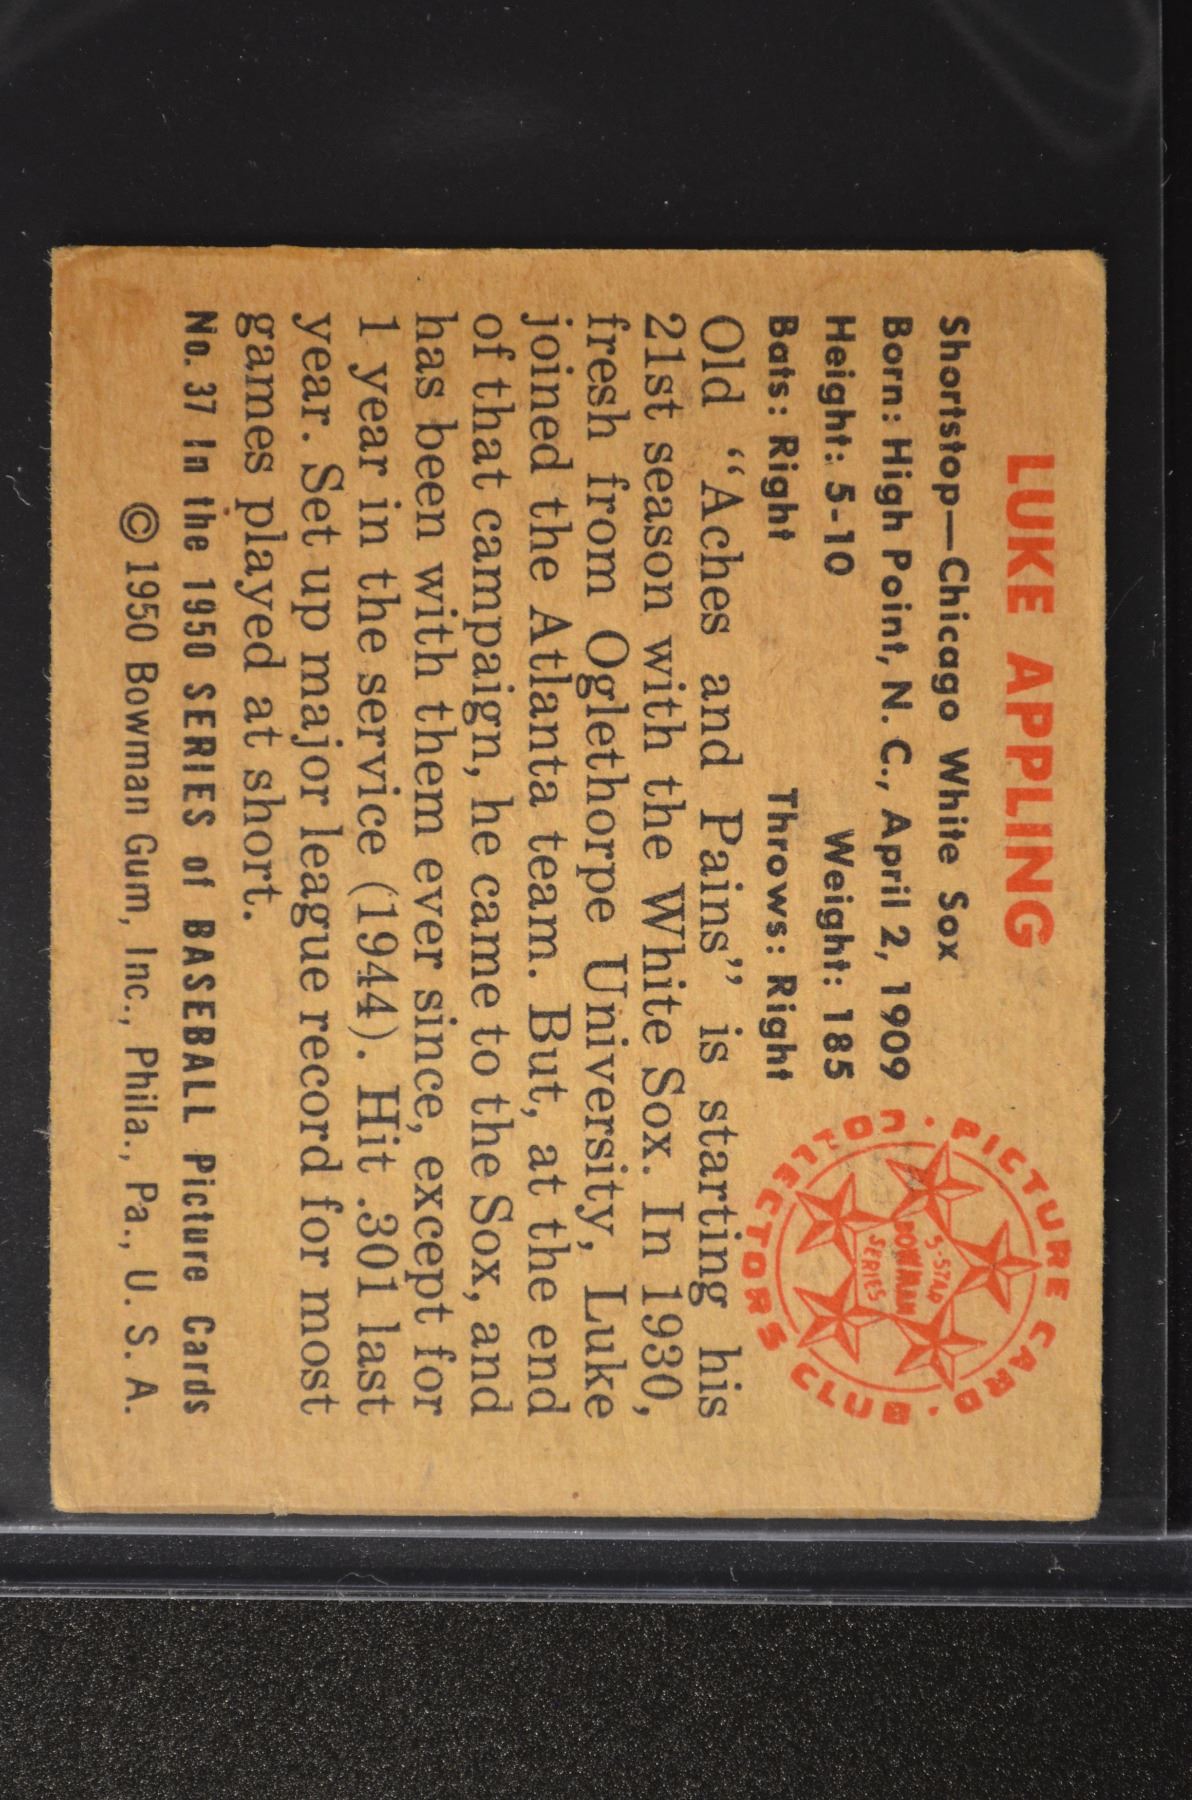 LUKE APPLING
Shortstop—Chicago White Sox
Born: High Point, N. C., April 2, 1909
Height: 5-10 Weight: 185
Bats: Right Throws: Right
PICTURE CARD · CLUB · COLLECTORS
5-STAR
BOWMAN
SERIES
Old "Aches and Pains" is starting his
21st season with the White Sox. In 1930,
fresh from Oglethorpe University, Luke
joined the Atlanta team. But, at the end
of that campaign, he came to the Sox, and
has been with them ever since, except for
1 year in the service (1944). Hit .301 last
year. Set up major league record for most
games played at short.
No. 37 In the 1950 SERIES of BASEBALL Picture Cards
© 1950 Bowman Gum, Inc., Phila., Pa., U. S. A.